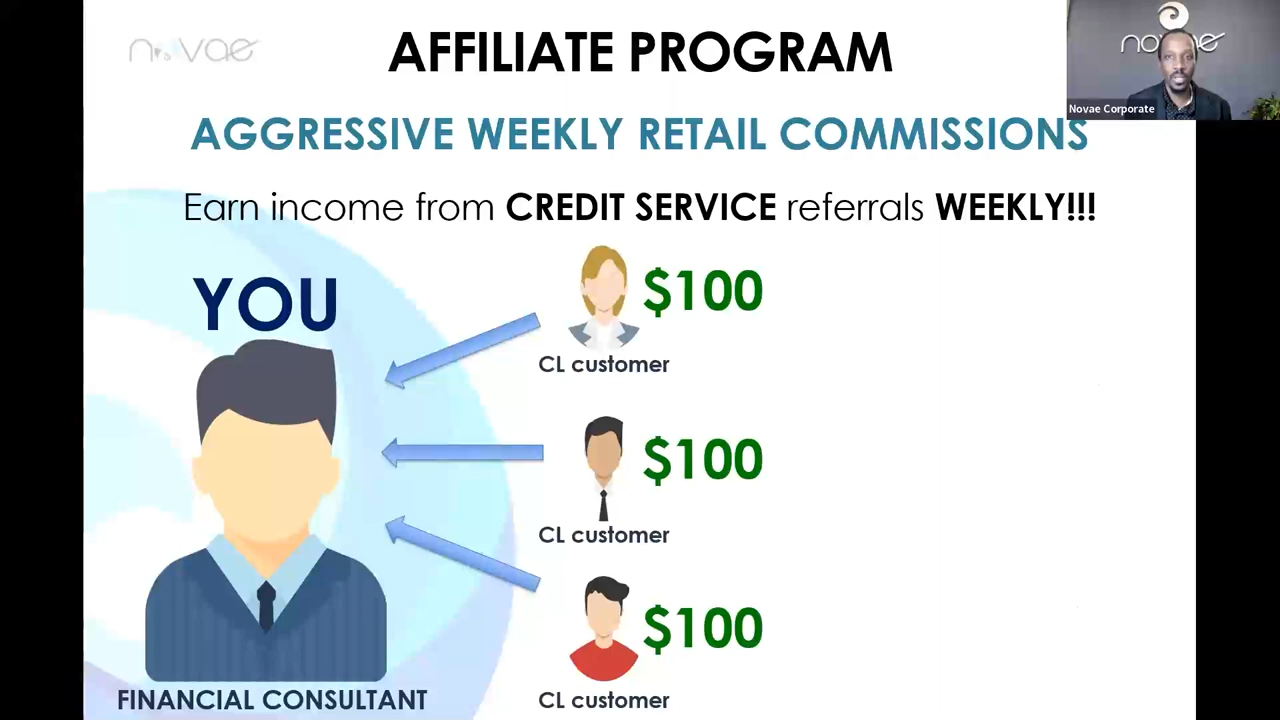 novae
AFFILIATE PROGRAM
novae
Novae Corporate
AGGRESSIVE WEEKLY RETAIL COMMISSIONS
Earn income from CREDIT SERVICE referrals WEEKLY!!!
YOU
$100
CL customer
$100
CL customer
$100
FINANCIAL CONSULTANT
CL customer